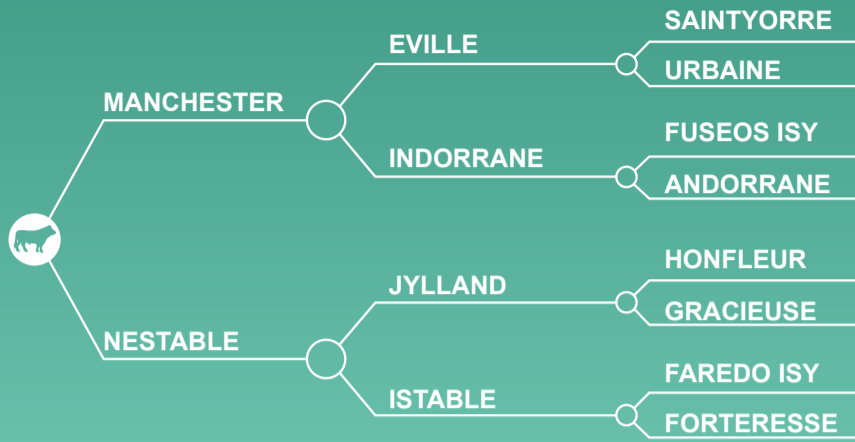 SAINTYORRE
EVILLE
URBAINE
MANCHESTER
FUSEOS ISY
INDORRANE
ANDORRANE
HONFLEUR
JYLLAND
GRACIEUSE
NESTABLE
FAREDO ISY
ISTABLE
FORTERESSE